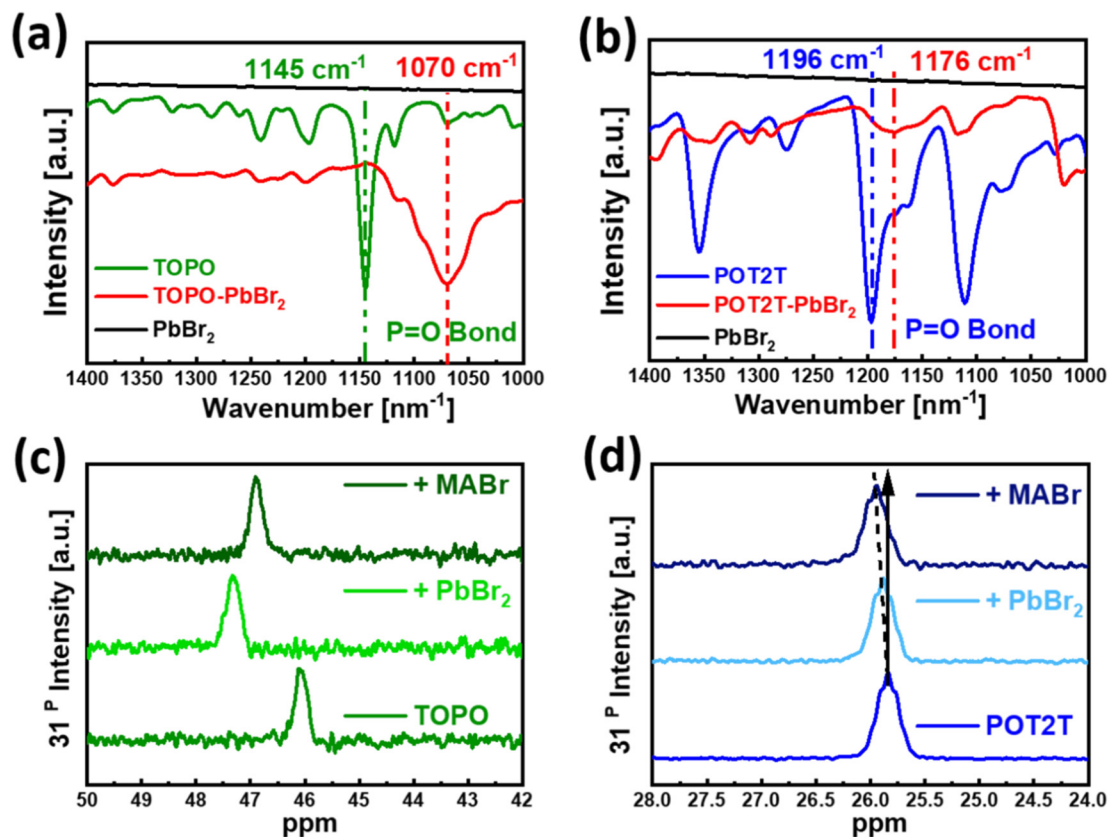 (a)
1145 cm⁻¹
1070 cm⁻¹
Intensity [a.u.]
TOPO
TOPO-PbBr₂
PbBr₂
P=O Bond
1400 1350 1300 1250 1200 1150 1100 1050 1000
Wavenumber [nm⁻¹]
(b)
1196 cm⁻¹
1176 cm⁻¹
Intensity [a.u.]
POT2T
POT2T-PbBr₂
PbBr₂
P=O Bond
1400 1350 1300 1250 1200 1150 1100 1050 1000
Wavenumber [nm⁻¹]
(c)
31 ᴾ Intensity [a.u.]
+ MABr
+ PbBr₂
TOPO
50 49 48 47 46 45 44 43 42
ppm
(d)
31 ᴾ Intensity [a.u.]
+ MABr
+ PbBr₂
POT2T
28.0 27.5 27.0 26.5 26.0 25.5 25.0 24.5 24.0
ppm